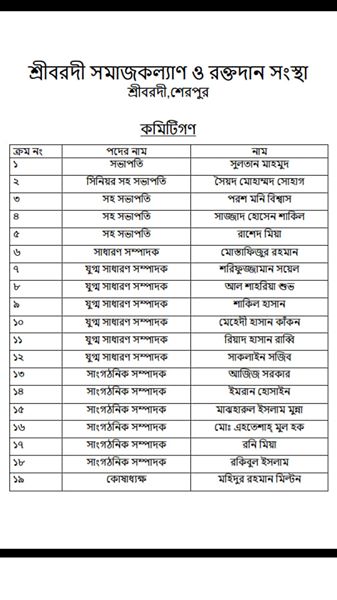 শ্রীবরদী সমাজকল্যাণ ও রক্তদান সংস্থা
শ্রীবরদী,শেরপুর
কমিটিগণ
ক্রম নং পদের নাম নাম
১ সভাপতি সুলতান মাহমুদ
২ সিনিয়র সহ সভাপতি সৈয়দ মোহাম্মদ সোহাগ
৩ সহ সভাপতি পরশ মনি বিশ্বাস
৪ সহ সভাপতি সাজ্জাদ হোসেন শাকিল
৫ সহ সভাপতি রাশেদ মিয়া
৬ সাধারণ সম্পাদক মোস্তাফিজুর রহমান
৭ যুগ্ম সাধারণ সম্পাদক শরিফুজ্জামান সয়েল
৮ যুগ্ম সাধারণ সম্পাদক আল শাহরিয়া শুভ
৯ যুগ্ম সাধারণ সম্পাদক শাকিল হাসান
১০ যুগ্ম সাধারণ সম্পাদক মেহেদী হাসান কাঁকন
১১ যুগ্ম সাধারণ সম্পাদক রিয়াদ হাসান রাব্বি
১২ যুগ্ম সাধারণ সম্পাদক সাকলাইন সজিব
১৩ সাংগঠনিক সম্পাদক আজিজ সরকার
১৪ সাংগঠনিক সম্পাদক ইমরান হোসাইন
১৫ সাংগঠনিক সম্পাদক মাঝহারুল ইসলাম মুন্না
১৬ সাংগঠনিক সম্পাদক মোঃ এহতেশাহ্ মুল হক
১৭ সাংগঠনিক সম্পাদক রনি মিয়া
১৮ সাংগঠনিক সম্পাদক রকিবুল ইসলাম
১৯ কোষাধ্যক্ষ মহিদুর রহমান মিল্টন